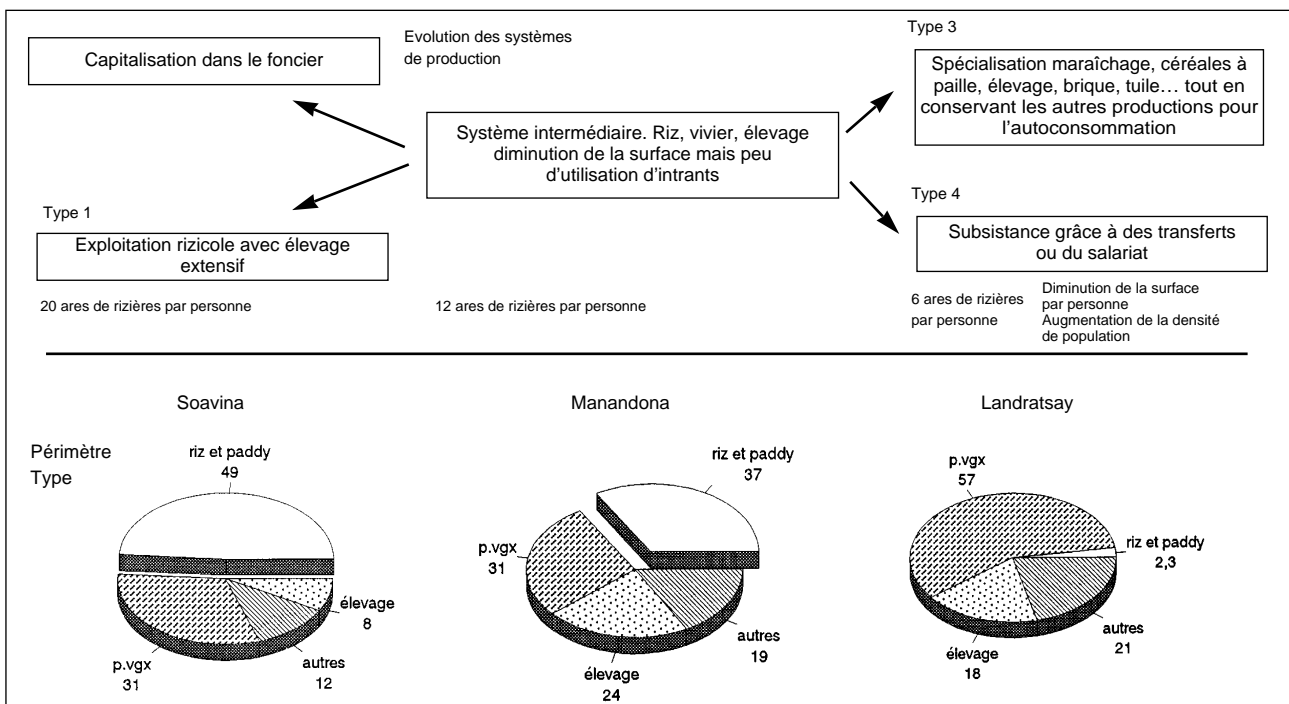 Capitalisation dans le foncier
Evolution des systèmes
de production
Type 3
Spécialisation maraîchage, céréales à
paille, élevage, brique, tuile… tout en
conservant les autres productions pour
l’autoconsommation
Système intermédiaire. Riz, vivier, élevage
diminution de la surface mais peu
d’utilisation d’intrants
Type 1
Exploitation rizicole avec élevage
extensif
Type 4
Subsistance grâce à des transferts
ou du salariat
20 ares de rizières par personne
12 ares de rizières par personne
6 ares de rizières
par personne
Diminution de la surface
par personne
Augmentation de la densité
de population
Soavina
Manandona
Landratsay
Périmètre
Type
riz et paddy
49
élevage
8
autres
12
p.vgx
31
riz et paddy
37
p.vgx
31
autres
19
élevage
24
p.vgx
57
riz et paddy
2,3
autres
21
élevage
18